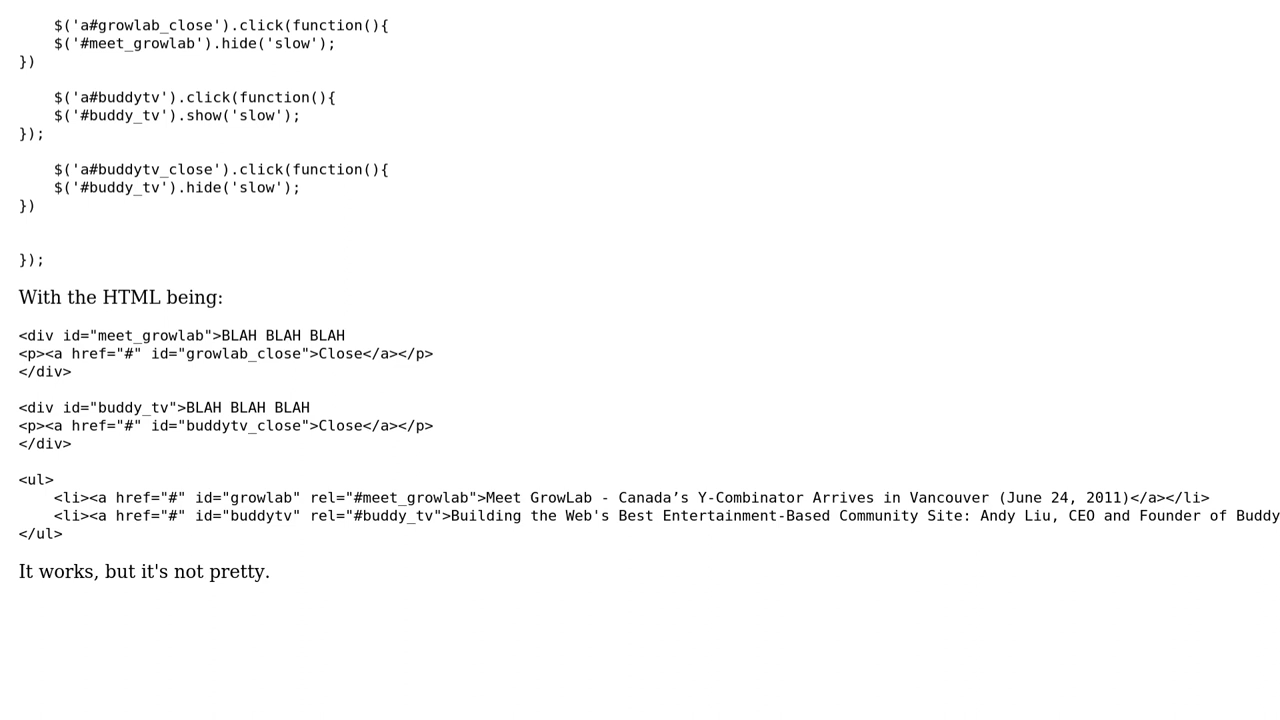 $('a#growlab_close').click(function(){
    $('#meet_growlab').hide('slow');
})

    $('a#buddytv').click(function(){
    $('#buddy_tv').show('slow');
});

    $('a#buddytv_close').click(function(){
    $('#buddy_tv').hide('slow');
})


});

With the HTML being:

<div id="meet_growlab">BLAH BLAH BLAH
<p><a href="#" id="growlab_close">Close</a></p>
</div>

<div id="buddy_tv">BLAH BLAH BLAH
<p><a href="#" id="buddytv_close">Close</a></p>
</div>

<ul>
    <li><a href="#" id="growlab" rel="#meet_growlab">Meet GrowLab - Canada’s Y-Combinator Arrives in Vancouver (June 24, 2011)</a></li>
    <li><a href="#" id="buddytv" rel="#buddy_tv">Building the Web's Best Entertainment-Based Community Site: Andy Liu, CEO and Founder of Buddy
</ul>

It works, but it's not pretty.